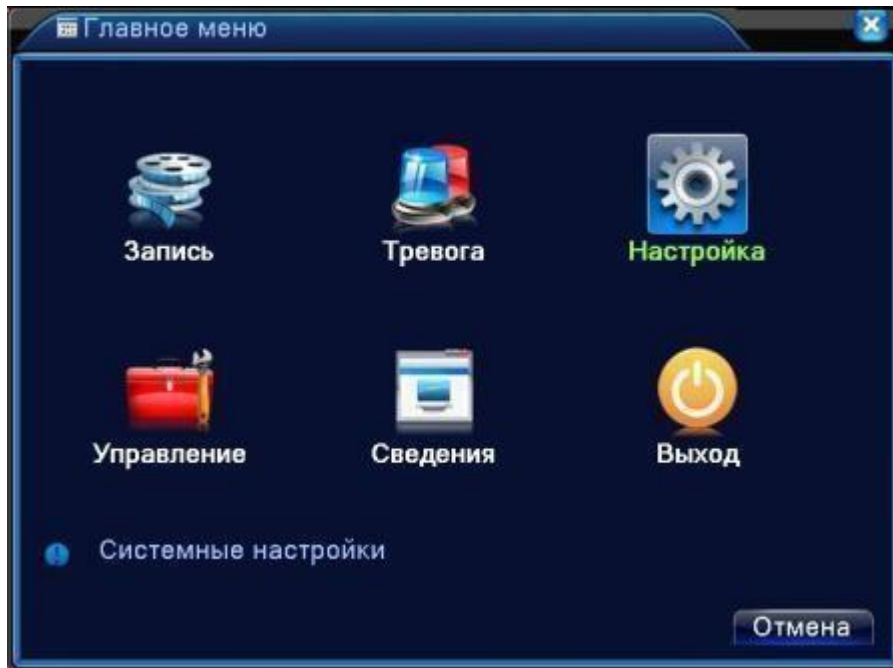 Главное меню
Запись
Тревога
Настройка
Управление
Сведения
Выход
Системные настройки
Отмена